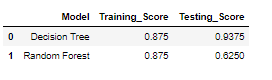 Model Training_Score Testing_Score
0 Decision Tree 0.875 0.9375
1 Random Forest 0.875 0.6250